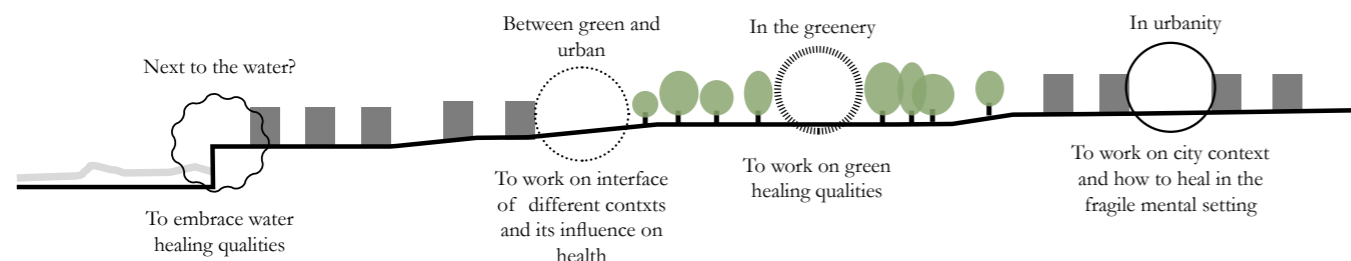 Next to the water?
To embrace water
healing qualities
Between green and
urban
To work on interface
of different contxts
and its influence on
health
In the greenery
To work on green
healing qualities
In urbanity
To work on city context
and how to heal in the
fragile mental setting